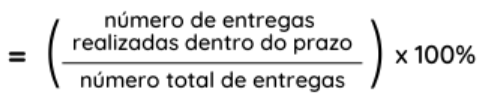 número de entregas
realizadas dentro do prazo
= ( ) x 100%
número total de entregas